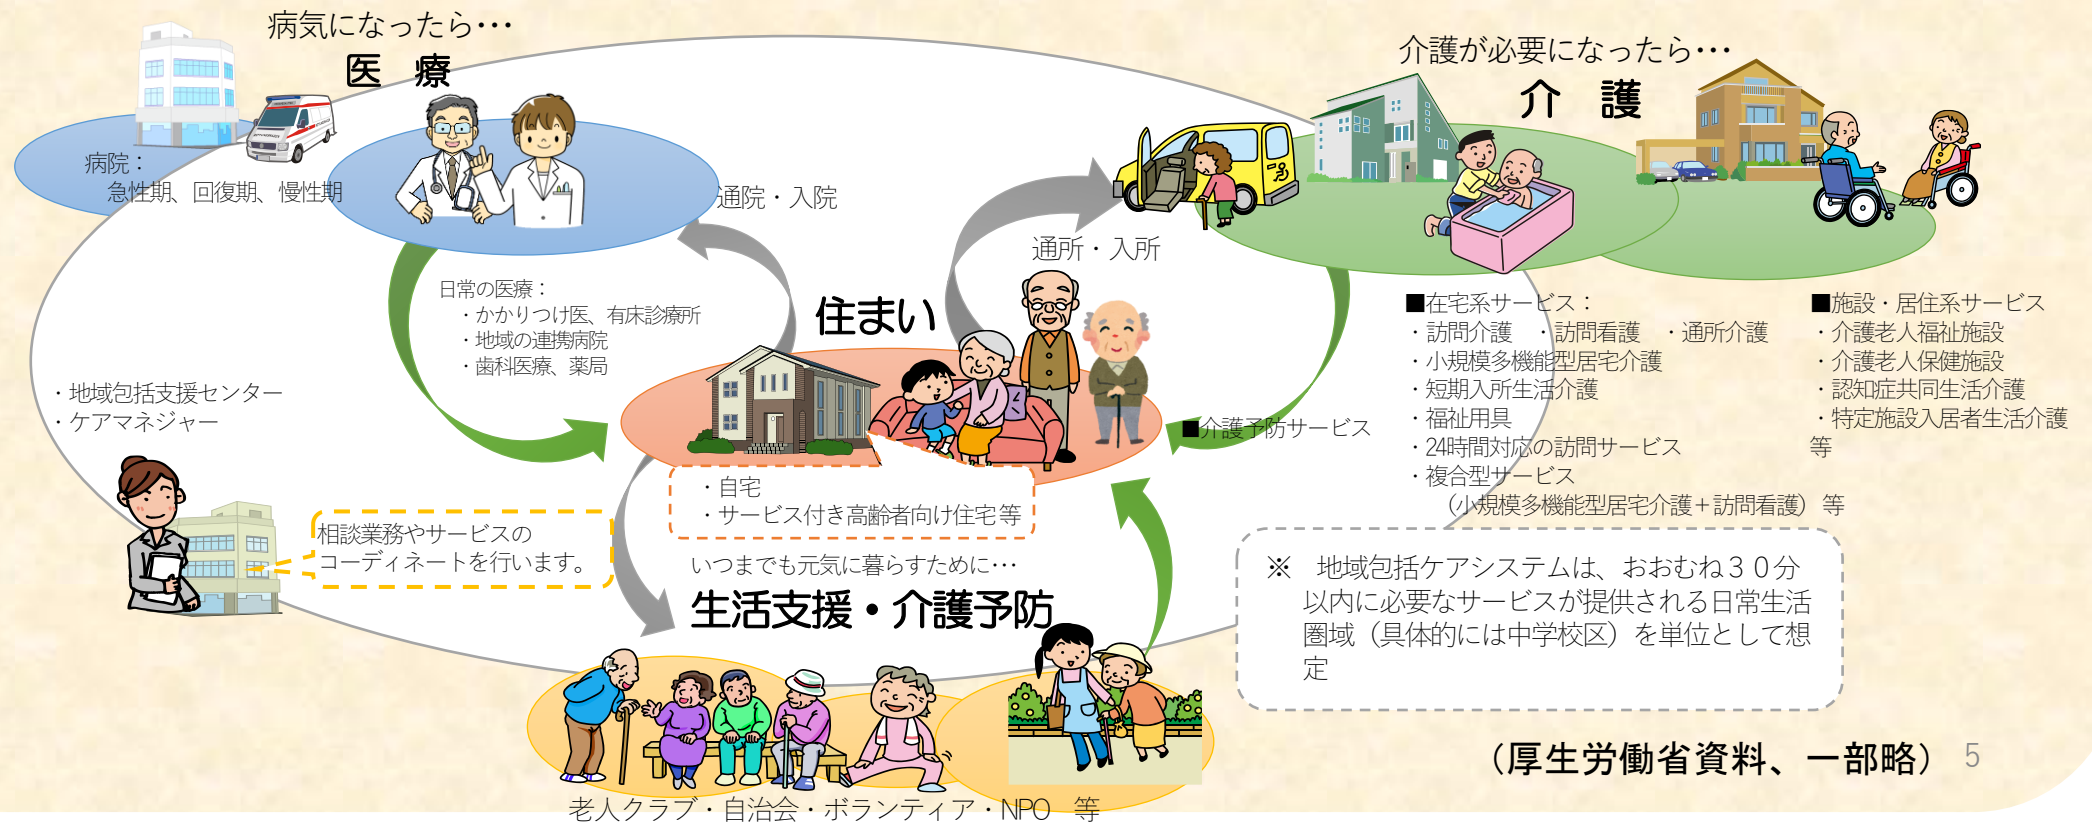 病気になったら･･･
医　療
病院：
急性期、回復期、慢性期
通院・入院
日常の医療：
・かかりつけ医、有床診療所
・地域の連携病院
・歯科医療、薬局
介護が必要になったら･･･
介　護
通所・入所
■在宅系サービス：
・訪問介護　・訪問看護　・通所介護
・小規模多機能型居宅介護
・短期入所生活介護
・福祉用具
・24時間対応の訪問サービス
・複合型サービス
（小規模多機能型居宅介護＋訪問看護）等
■施設・居住系サービス
・介護老人福祉施設
・介護老人保健施設
・認知症共同生活介護
・特定施設入居者生活介護
等
■介護予防サービス
住まい
・自宅
・サービス付き高齢者向け住宅等
・地域包括支援センター
・ケアマネジャー
相談業務やサービスの
コーディネートを行います。
いつまでも元気に暮らすために･･･
生活支援・介護予防
老人クラブ・自治会・ボランティア・NPO　等
※　地域包括ケアシステムは、おおむね３０分
以内に必要なサービスが提供される日常生活
圏域（具体的には中学校区）を単位として想
定
（厚生労働省資料、一部略）
5